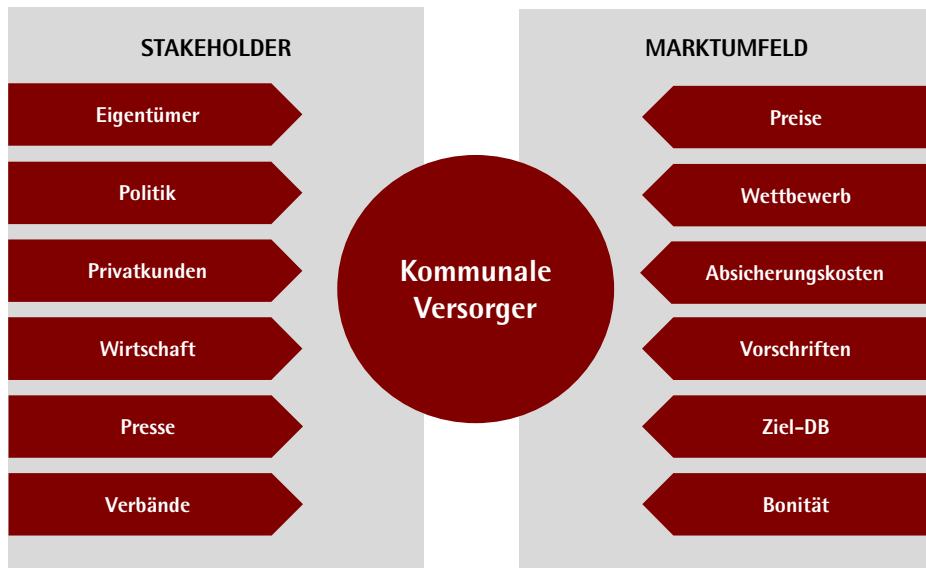 STAKEHOLDER
Eigentümer
Politik
Privatkunden
Wirtschaft
Presse
Verbände
Kommunale
Versorger
MARKTUMFELD
Preise
Wettbewerb
Absicherungskosten
Vorschriften
Ziel-DB
Bonität